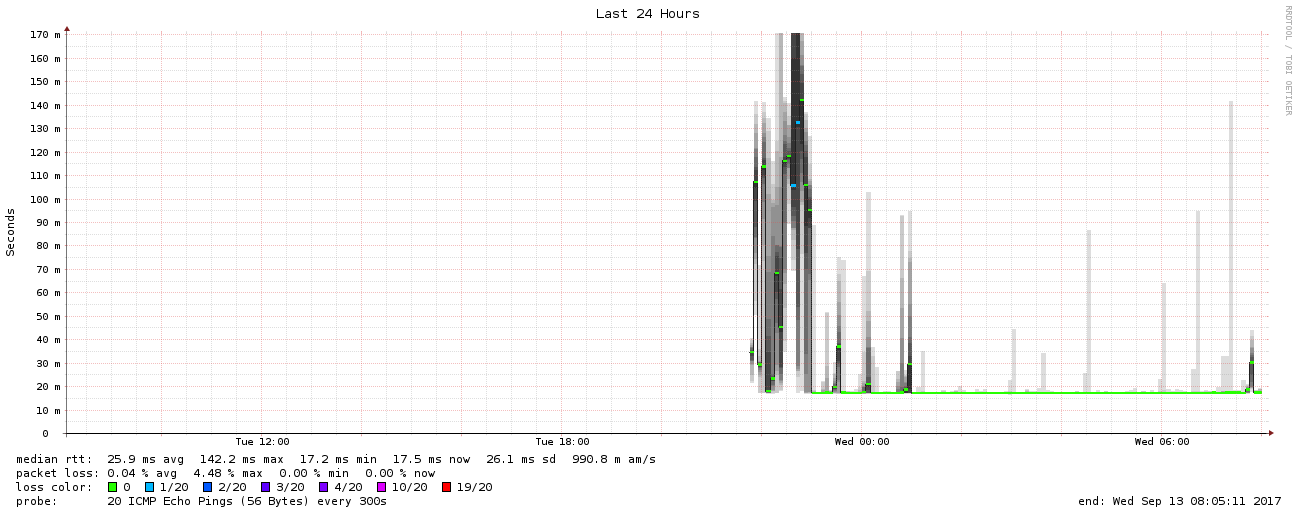 Last 24 Hours
RRDTOOL / TOBI OETIKER
Seconds
170 m
160 m
150 m
140 m
130 m
120 m
110 m
100 m
90 m
80 m
70 m
60 m
50 m
40 m
30 m
20 m
10 m
0
Tue 12:00 Tue 18:00 Wed 00:00 Wed 06:00
median rtt: 25.9 ms avg 142.2 ms max 17.2 ms min 17.5 ms now 26.1 ms sd 990.8 m am/s
packet loss: 0.04 % avg 4.48 % max 0.00 % min 0.00 % now
loss color: 0 1/20 2/20 3/20 4/20 10/20 19/20
probe: 20 ICMP Echo Pings (56 Bytes) every 300s end: Wed Sep 13 08:05:11 2017